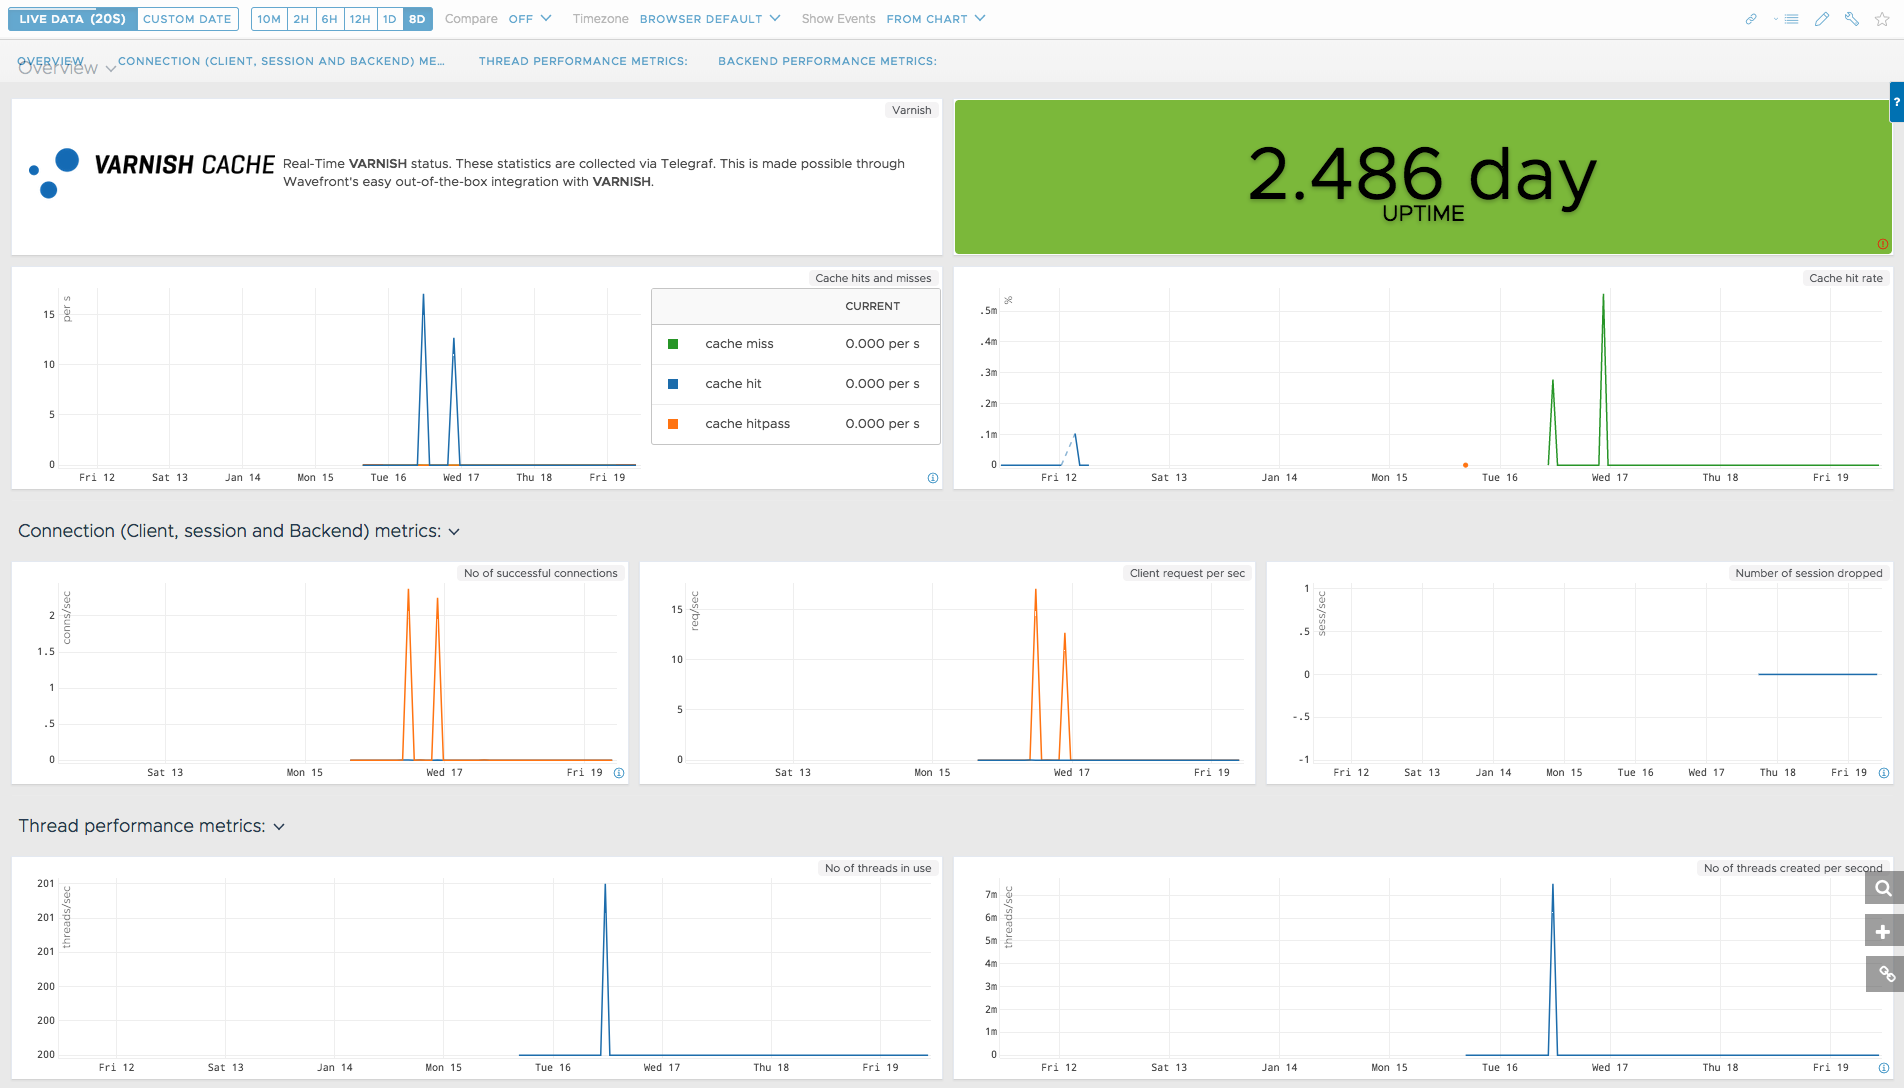 LIVE DATA (20S) CUSTOM DATE 10M 2H 6H 12H 1D 8D Compare OFF Timezone BROWSER DEFAULT Show Events FROM CHART
OVERVIEW CONNECTION (CLIENT, SESSION AND BACKEND) ME... THREAD PERFORMANCE METRICS: BACKEND PERFORMANCE METRICS:
Overview
?
Varnish
VARNISH CACHE
Real-Time VARNISH status. These statistics are collected via Telegraf. This is made possible through
Wavefront's easy out-of-the-box integration with VARNISH.
2.486 day
UPTIME
Cache hits and misses
per s
15
10
5
0
Fri 12 Sat 13 Jan 14 Mon 15 Tue 16 Wed 17 Thu 18 Fri 19
CURRENT
cache miss 0.000 per s
cache hit 0.000 per s
cache hitpass 0.000 per s
Cache hit rate
%
.5m
.4m
.3m
.2m
.1m
0
Fri 12 Sat 13 Jan 14 Mon 15 Tue 16 Wed 17 Thu 18 Fri 19
Connection (Client, session and Backend) metrics:
No of successful connections
conns/sec
2
1.5
1
.5
0
Sat 13 Mon 15 Wed 17 Fri 19
Client request per sec
req/sec
15
10
5
0
Sat 13 Mon 15 Wed 17 Fri 19
Number of session dropped
sess/sec
1
.5
0
-.5
-1
Fri 12 Sat 13 Jan 14 Mon 15 Tue 16 Wed 17 Thu 18 Fri 19
Thread performance metrics:
No of threads in use
threads/sec
201
201
201
200
200
200
Fri 12 Sat 13 Jan 14 Mon 15 Tue 16 Wed 17 Thu 18 Fri 19
No of threads created per second
threads/sec
7m
6m
5m
4m
3m
2m
1m
0
Fri 12 Sat 13 Jan 14 Mon 15 Tue 16 Wed 17 Thu 18 Fri 19